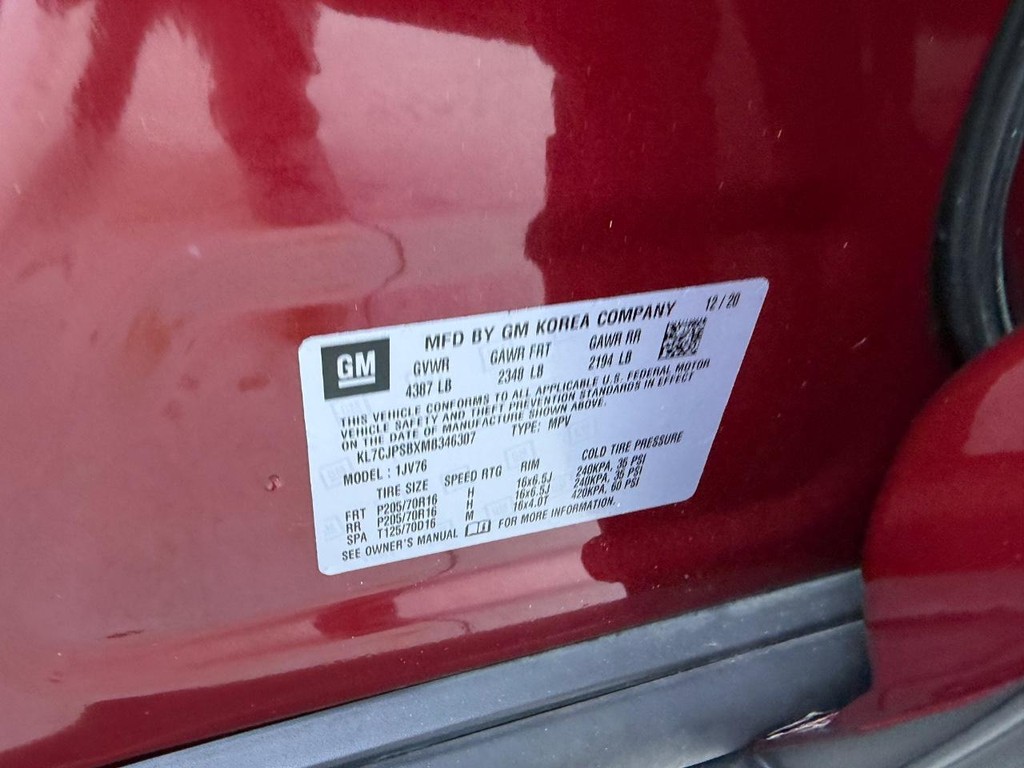 GM
MFD BY GM KOREA COMPANY 12/20
GVWR GAWR FRT GAWR RR
4387 LB 2348 LB 2194 LB
THIS VEHICLE CONFORMS TO ALL APPLICABLE U.S. FEDERAL MOTOR
VEHICLE SAFETY AND THEFT PREVENTION STANDARDS IN EFFECT
ON THE DATE OF MANUFACTURE SHOWN ABOVE.
KL7CJPSBXMB346307 TYPE: MPV
MODEL: 1JV76
TIRE SIZE SPEED RTG RIM COLD TIRE PRESSURE
FRT P205/70R16 H 16x6.5J 240KPA, 35 PSI
RR P205/70R16 H 16x6.5J 240KPA, 35 PSI
SPA T125/70D16 M 16x4.0T 420KPA, 60 PSI
SEE OWNER'S MANUAL FOR MORE INFORMATION.